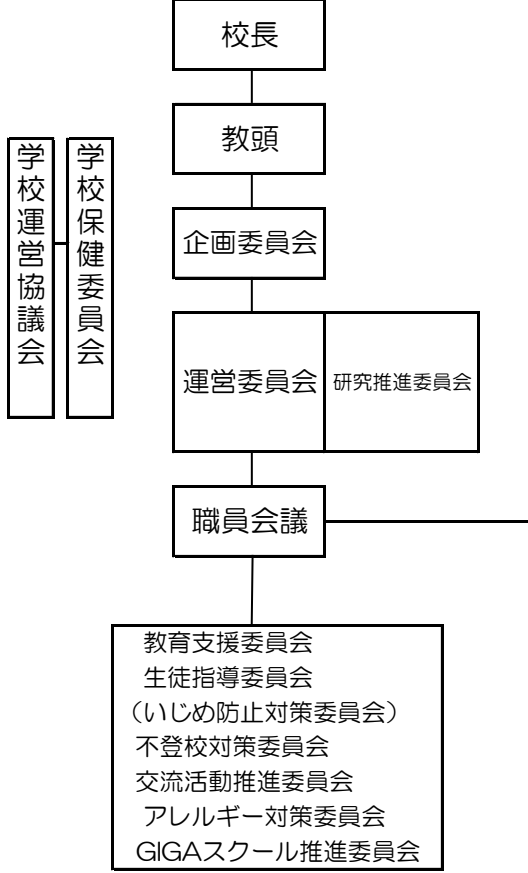 校長
教頭
学校運営協議会
学校保健委員会
企画委員会
運営委員会
研究推進委員会
職員会議
教育支援委員会
生徒指導委員会
（いじめ防止対策委員会）
不登校対策委員会
交流活動推進委員会
アレルギー対策委員会
GIGAスクール推進委員会